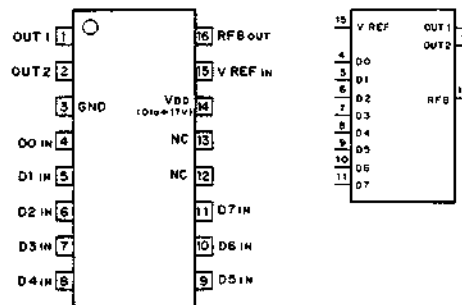 OUT 1 1 16 RFB OUT
OUT 2 2 15 V REF IN
3 GND VDD 14
D0 IN 4 NC 13
D1 IN 5 NC 12
D2 IN 6 11 D7 IN
D3 IN 7 10 D6 IN
D4 IN 8 9 D5 IN
15 V REF OUT 1
OUT 2
4 D0
5 D1
6 D2 RFB
7 D3
8 D4
9 D5
10 D6
11 D7